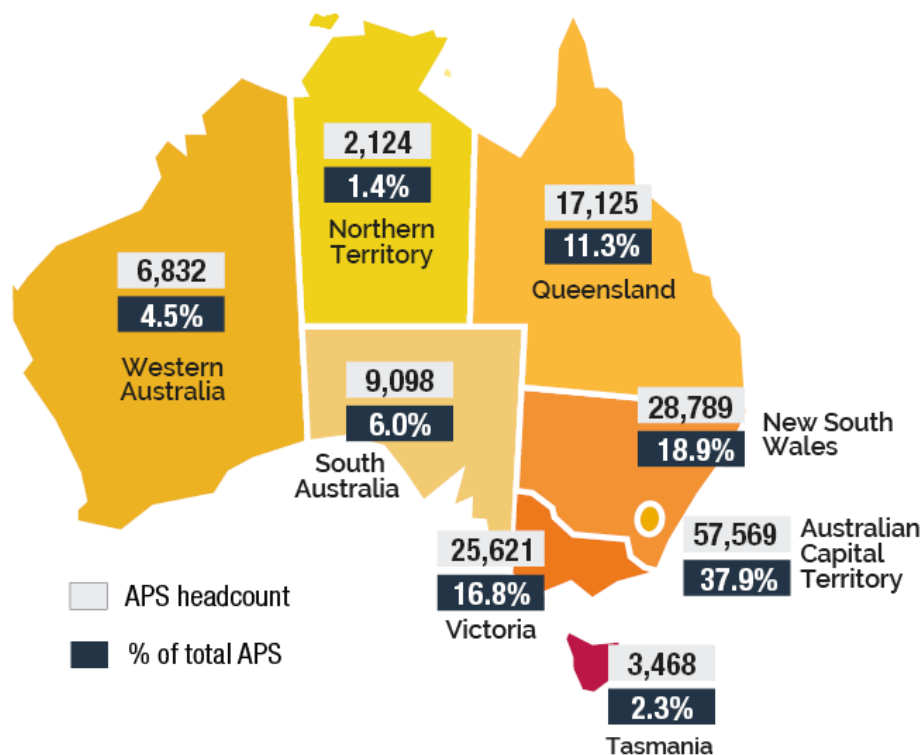 2,124
1.4%
Northern
Territory
17,125
11.3%
Queensland
6,832
4.5%
Western
Australia
9,098
6.0%
South
Australia
28,789
18.9%
New South
Wales
57,569
37.9%
Australian
Capital
Territory
25,621
16.8%
Victoria
APS headcount
% of total APS
3,468
2.3%
Tasmania